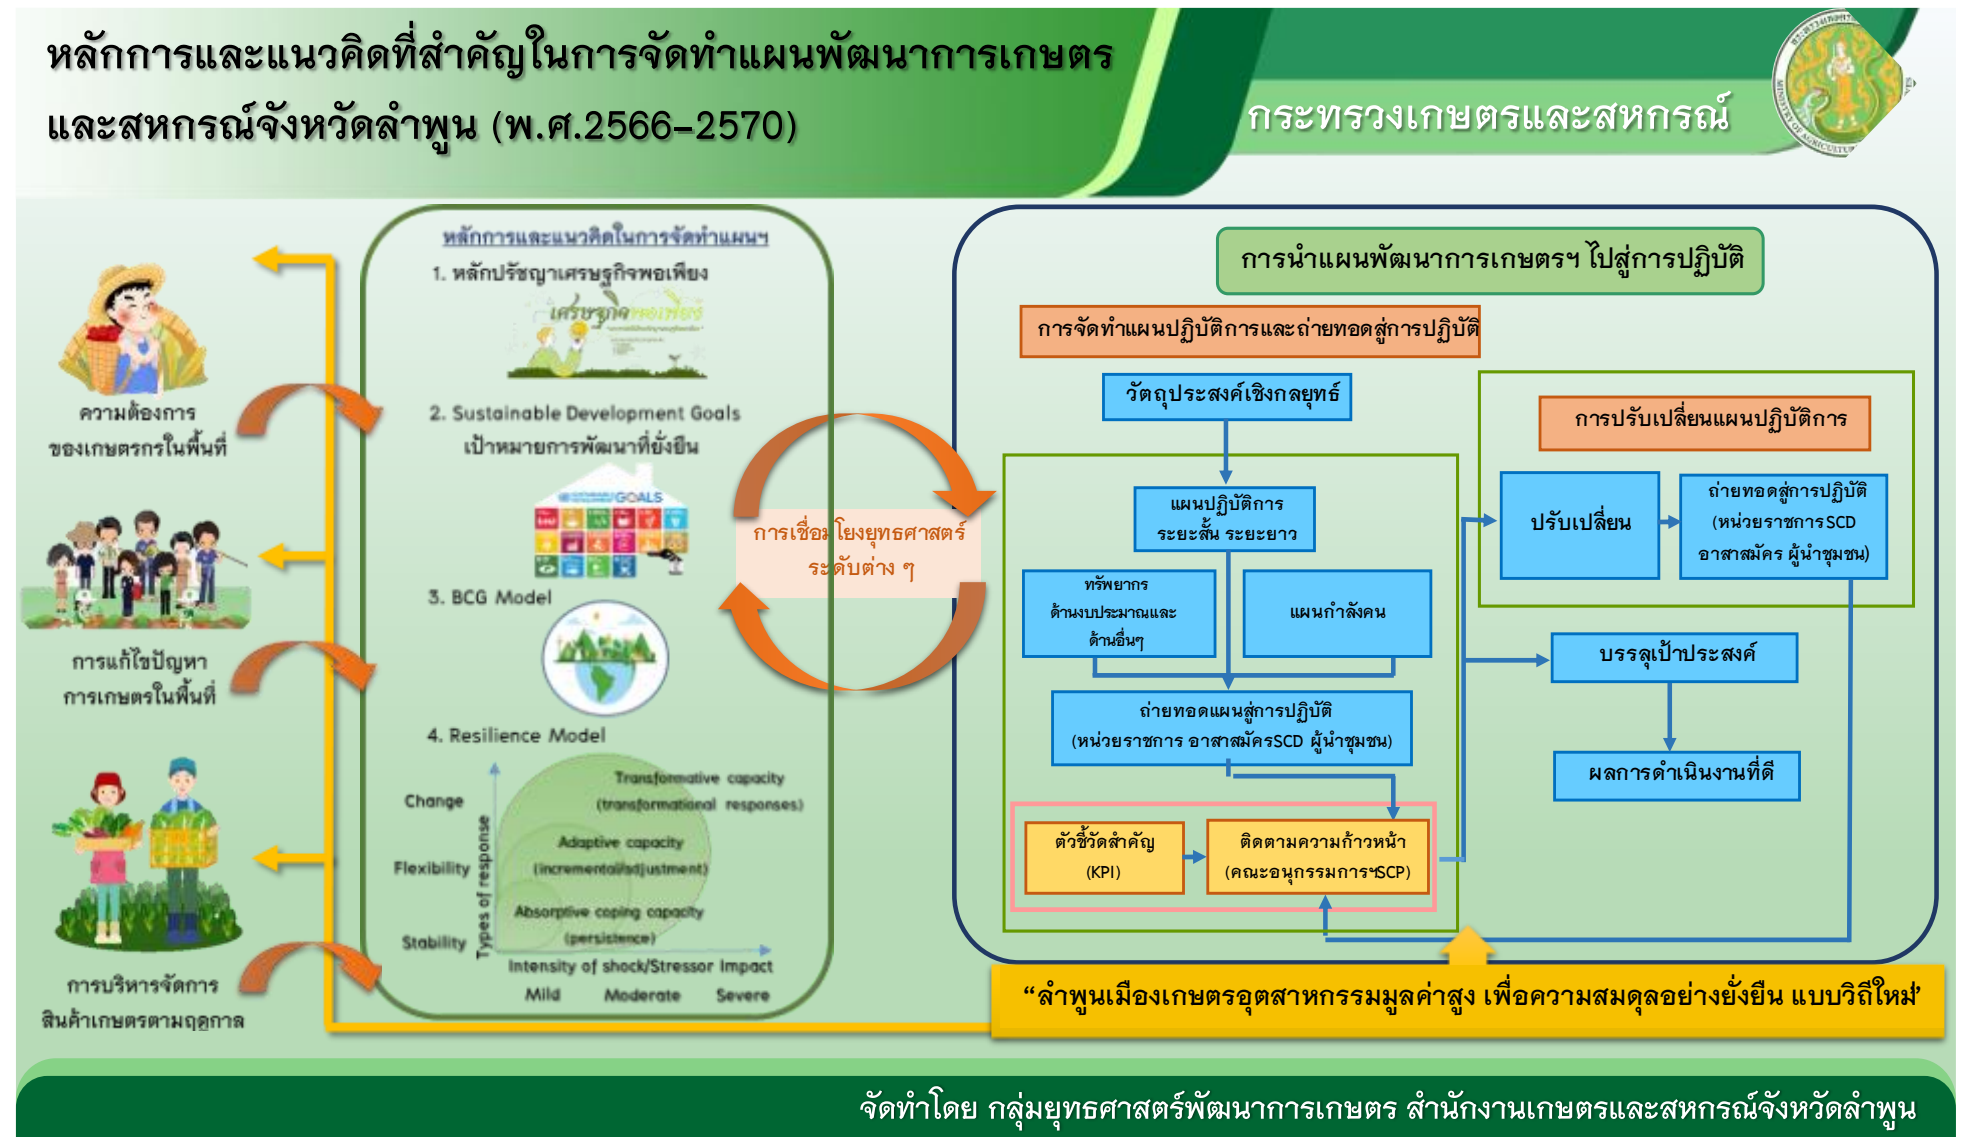 หลักการและแนวคิดที่สำคัญในการจัดทำแผนพัฒนาการเกษตร
และสหกรณ์จังหวัดลำพูน (พ.ศ.2566-2570)
กระทรวงเกษตรและสหกรณ์
ความต้องการ
ของเกษตรกรในพื้นที่
การแก้ไขปัญหา
การเกษตรในพื้นที่
การบริหารจัดการ
สินค้าเกษตรตามฤดูกาล
หลักการและแนวคิดในการจัดทำแผนฯ
1. หลักปรัชญาเศรษฐกิจพอเพียง
เศรษฐกิจพอเพียง
2. Sustainable Development Goals
เป้าหมายการพัฒนาที่ยั่งยืน
GOALS
3. BCG Model
4. Resilience Model
Types of response
Change
Flexibility
Stability
Transformative capacity
(transformational responses)
Adaptive capacity
(incremental adjustment)
Absorptive coping capacity
(persistence)
Intensity of shock/Stressor Impact
Mild Moderate Severe
การเชื่อมโยงยุทธศาสตร์
ระดับต่าง ๆ
การนำแผนพัฒนาการเกษตรฯ ไปสู่การปฏิบัติ
การจัดทำแผนปฏิบัติการและถ่ายทอดสู่การปฏิบัติ
วัตถุประสงค์เชิงกลยุทธ์
แผนปฏิบัติการ
ระยะสั้น ระยะยาว
ทรัพยากร
ด้านงบประมาณและ
ด้านอื่นๆ
แผนกำลังคน
ถ่ายทอดแผนสู่การปฏิบัติ
(หน่วยราชการ อาสาสมัครSCD ผู้นำชุมชน)
ตัวชี้วัดสำคัญ
(KPI)
ติดตามความก้าวหน้า
(คณะอนุกรรมการฯSCP)
การปรับเปลี่ยนแผนปฏิบัติการ
ปรับเปลี่ยน
ถ่ายทอดสู่การปฏิบัติ
(หน่วยราชการ SCD
อาสาสมัคร ผู้นำชุมชน)
บรรลุเป้าประสงค์
ผลการดำเนินงานที่ดี
“ลำพูนเมืองเกษตรอุตสาหกรรมมูลค่าสูง เพื่อความสมดุลอย่างยั่งยืน แบบวิถีใหม่”
จัดทำโดย กลุ่มยุทธศาสตร์พัฒนาการเกษตร สำนักงานเกษตรและสหกรณ์จังหวัดลำพูน